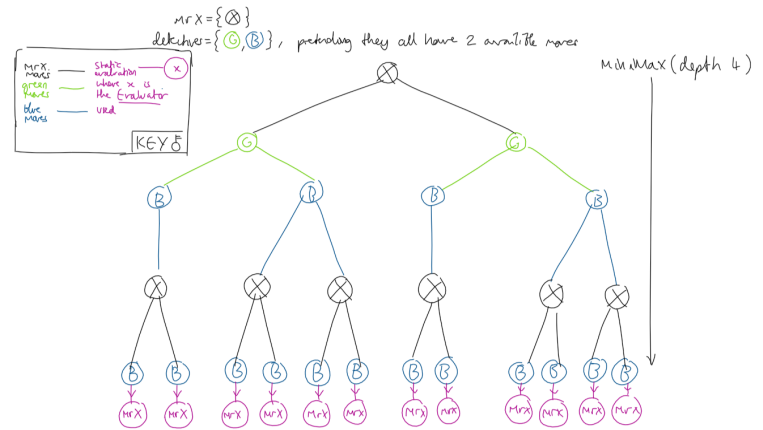 Mr X = { X }
detectives = { G, B }, pretending they all have 2 available moves
MiniMax (depth 4)
Mr X. moves
green moves
blue moves
static evaluation where x is the Evaluator used
x
KEY
X
G G
B B B B
X X X X X X
B B B B B B B B B B B B
MrX MrX MrX MrX MrX MrX MrX MrX MrX MrX MrX MrX